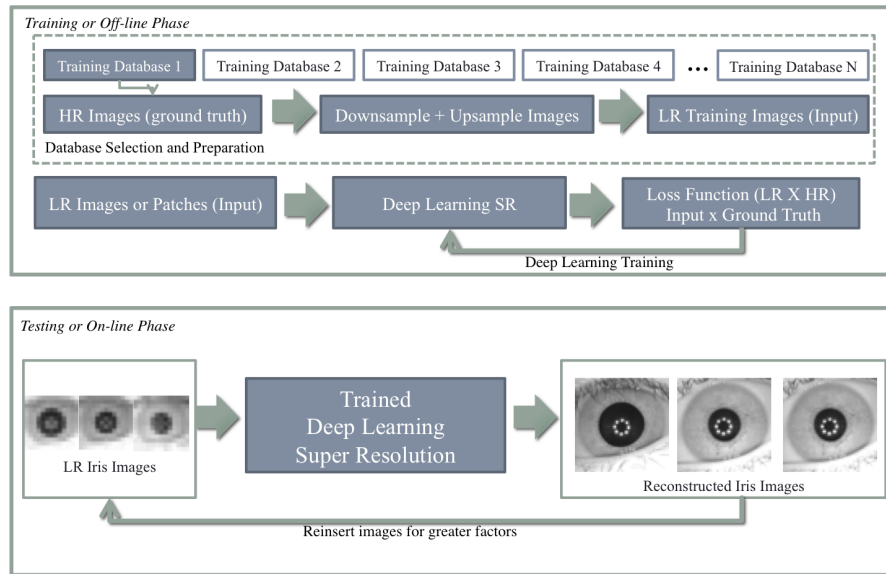 Training or Off-line Phase
Training Database 1
Training Database 2
Training Database 3
Training Database 4
...
Training Database N
HR Images (ground truth)
Downsample + Upsample Images
LR Training Images (Input)
Database Selection and Preparation
LR Images or Patches (Input)
Deep Learning SR
Loss Function (LR X HR)
Input x Ground Truth
Deep Learning Training
Testing or On-line Phase
Trained
Deep Learning
Super Resolution
LR Iris Images
Reconstructed Iris Images
Reinsert images for greater factors